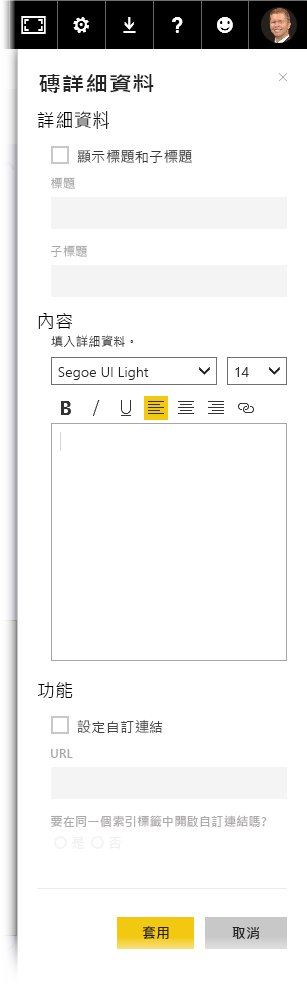 磚詳細資料
詳細資料
顯示標題和子標題
標題
子標題
內容
填入詳細資料。
Segoe UI Light 14
B / U
功能
設定自訂連結
URL
要在同一個索引標籤中開啟自訂連結嗎?
是 否
套用 取消